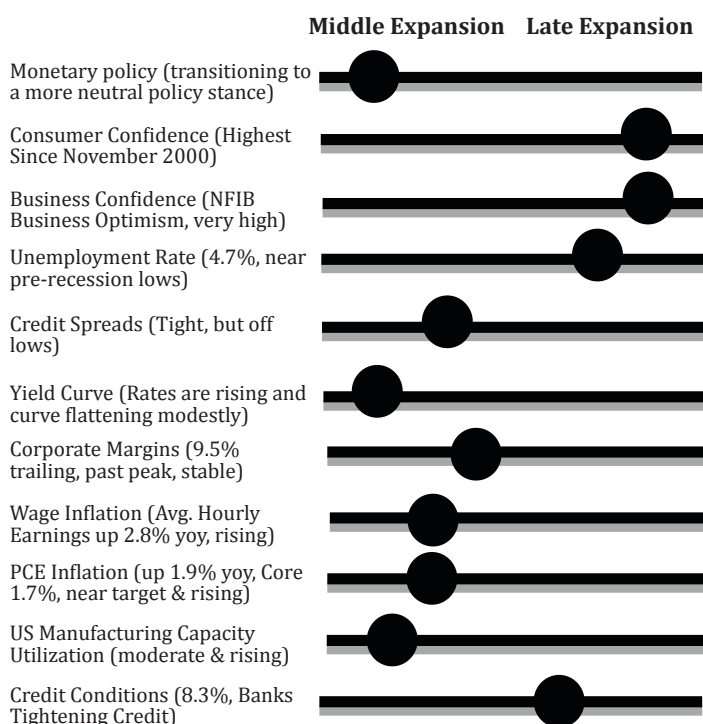 Middle Expansion Late Expansion
Monetary policy (transitioning to
a more neutral policy stance)
Consumer Confidence (Highest
Since November 2000)
Business Confidence (NFIB
Business Optimism, very high)
Unemployment Rate (4.7%, near
pre-recession lows)
Credit Spreads (Tight, but off
lows)
Yield Curve (Rates are rising and
curve flattening modestly)
Corporate Margins (9.5%
trailing, past peak, stable)
Wage Inflation (Avg. Hourly
Earnings up 2.8% yoy, rising)
PCE Inflation (up 1.9% yoy, Core
1.7%, near target & rising)
US Manufacturing Capacity
Utilization (moderate & rising)
Credit Conditions (8.3%, Banks
Tightening Credit)